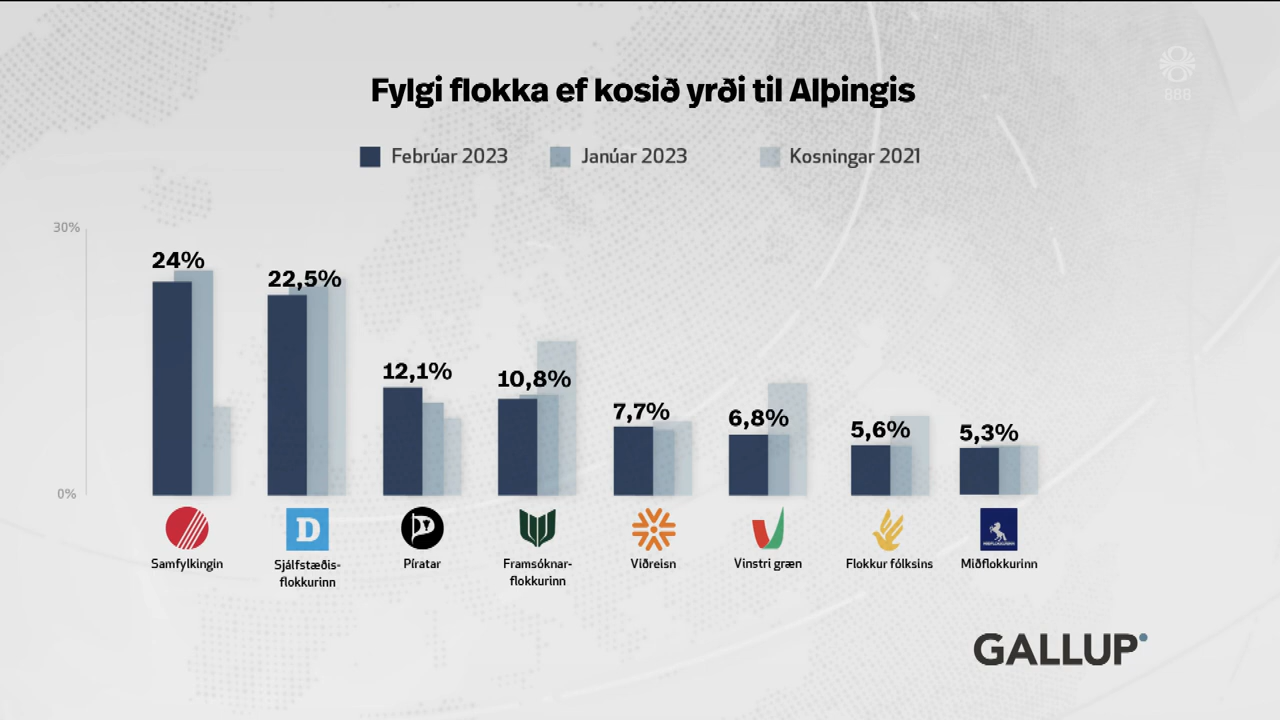 Fylgi flokka ef kosið yrði til Alþingis
888
Febrúar 2023
Janúar 2023
Kosningar 2021
30%
0%
24%
22,5%
12,1%
10,8%
7,7%
6,8%
5,6%
5,3%
D
MIÐFLOKKURINN
Samfylkingin
Sjálfstæðis-
flokkurinn
Píratar
Framsóknar-
flokkurinn
Viðreisn
Vinstri græn
Flokkur fólksins
Miðflokkurinn
GALLUP